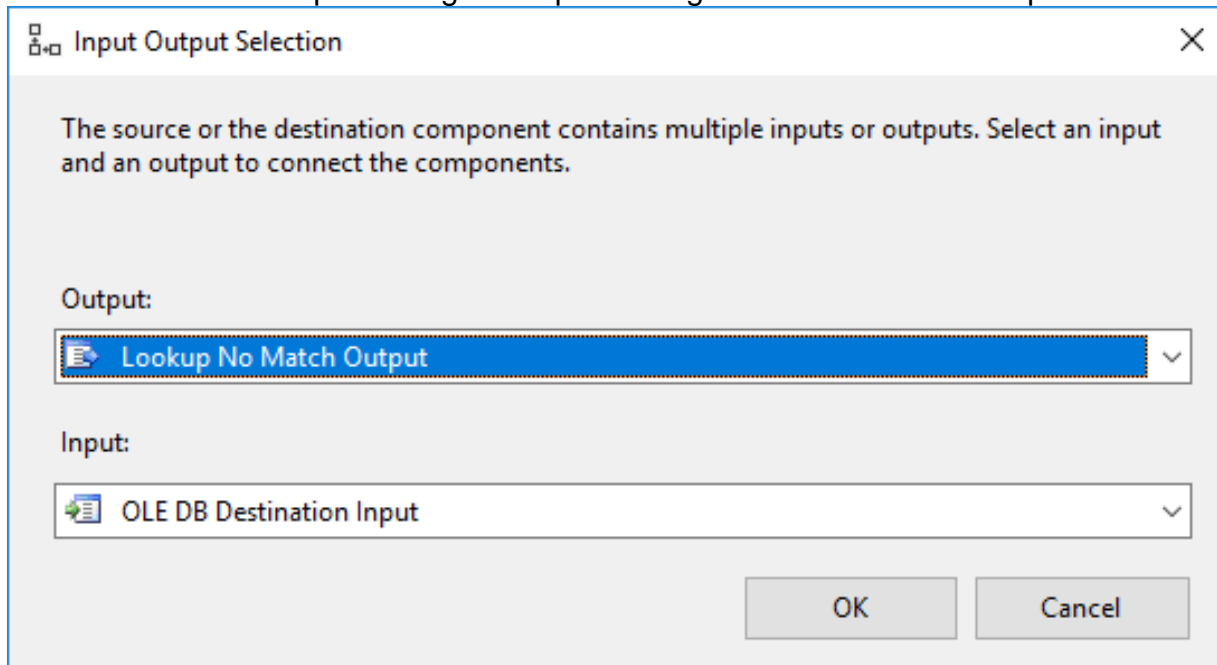 Input Output Selection
The source or the destination component contains multiple inputs or outputs. Select an input
and an output to connect the components.
Output:
Lookup No Match Output
Input:
OLE DB Destination Input
OK Cancel